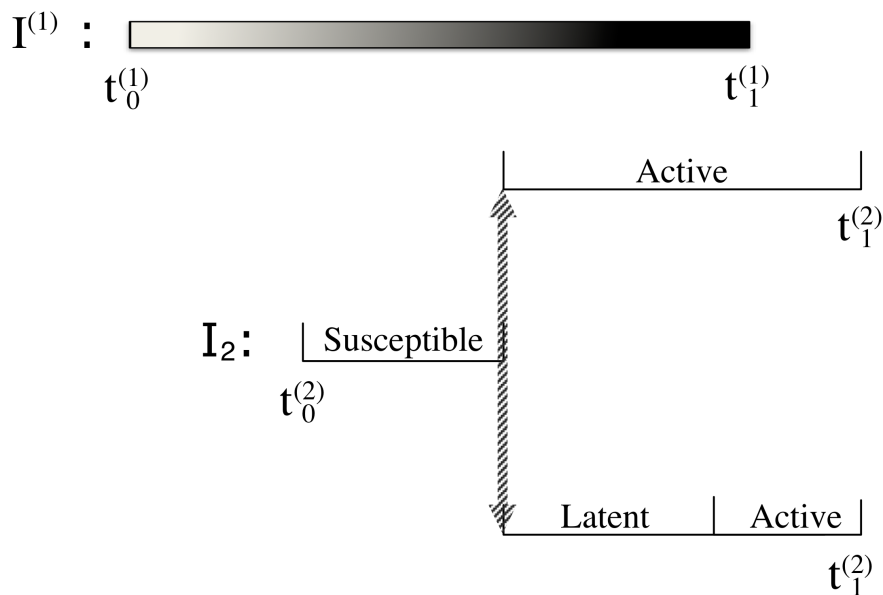 I⁽¹⁾ :
t₀⁽¹⁾ t₁⁽¹⁾
Active
t₁⁽²⁾
I₂: Susceptible
t₀⁽²⁾
Latent Active
t₁⁽²⁾